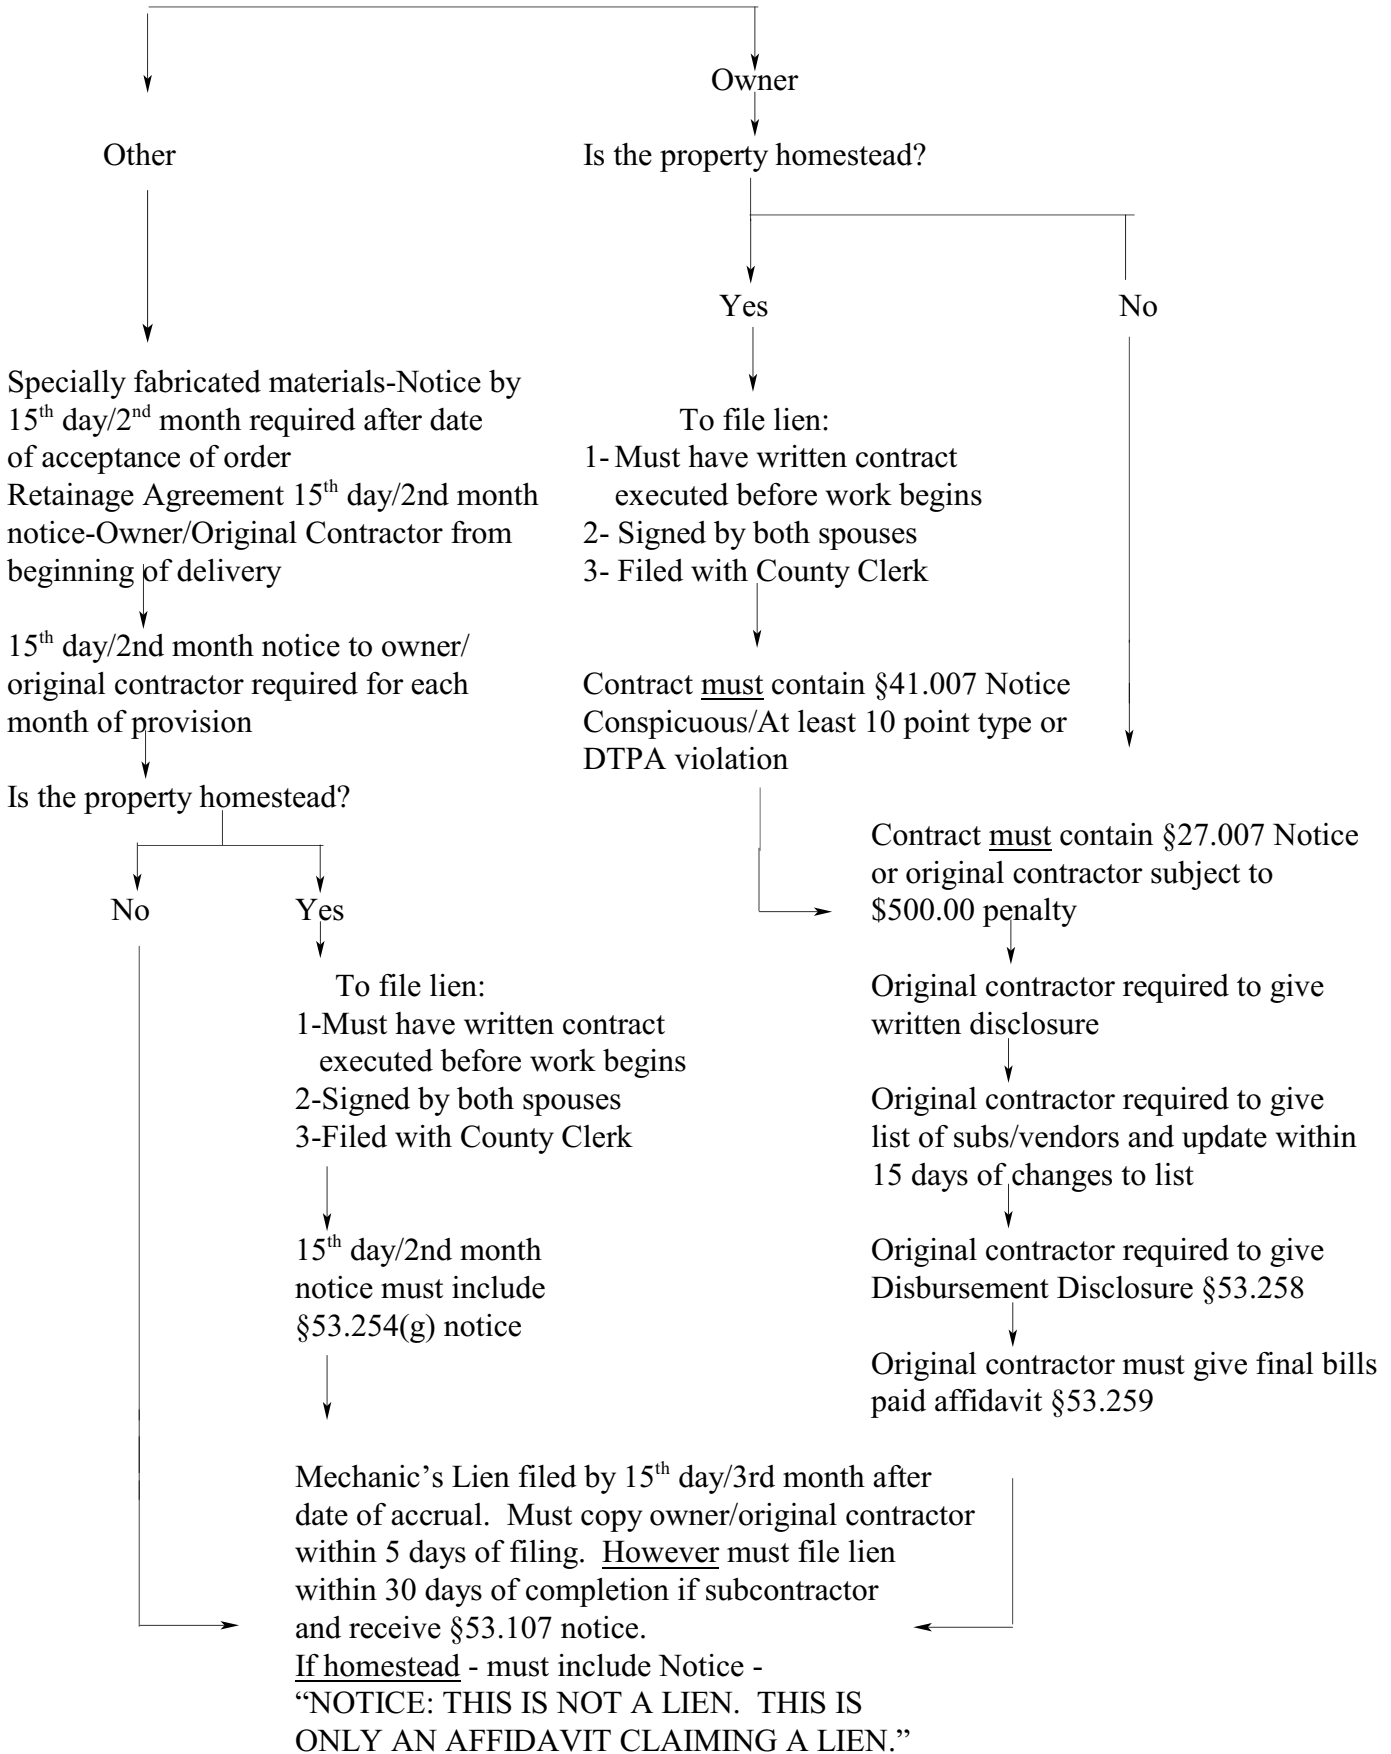 Owner
Other
Is the property homestead?
Yes
No
Specially fabricated materials-Notice by
15th day/2nd month required after date
of acceptance of order
Retainage Agreement 15th day/2nd month
notice-Owner/Original Contractor from
beginning of delivery
15th day/2nd month notice to owner/
original contractor required for each
month of provision
Is the property homestead?
To file lien:
1- Must have written contract
executed before work begins
2- Signed by both spouses
3- Filed with County Clerk
Contract must contain §41.007 Notice
Conspicuous/At least 10 point type or
DTPA violation
No
Yes
To file lien:
1-Must have written contract
executed before work begins
2-Signed by both spouses
3-Filed with County Clerk
15th day/2nd month
notice must include
§53.254(g) notice
Contract must contain §27.007 Notice
or original contractor subject to
$500.00 penalty
Original contractor required to give
written disclosure
Original contractor required to give
list of subs/vendors and update within
15 days of changes to list
Original contractor required to give
Disbursement Disclosure §53.258
Original contractor must give final bills
paid affidavit §53.259
Mechanic’s Lien filed by 15th day/3rd month after
date of accrual.  Must copy owner/original contractor
within 5 days of filing.  However must file lien
within 30 days of completion if subcontractor
and receive §53.107 notice.
If homestead - must include Notice -
“NOTICE: THIS IS NOT A LIEN.  THIS IS
ONLY AN AFFIDAVIT CLAIMING A LIEN.”